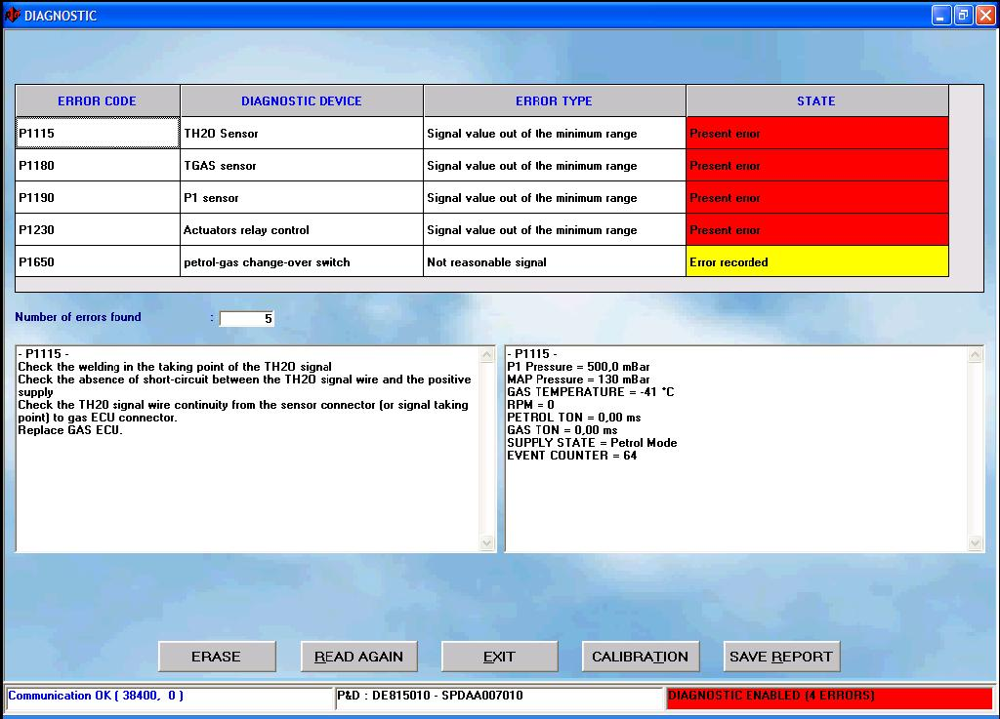 DIAGNOSTIC
ERROR CODE DIAGNOSTIC DEVICE ERROR TYPE STATE
P1115 TH2O Sensor Signal value out of the minimum range Present error
P1180 TGAS sensor Signal value out of the minimum range Present error
P1190 P1 sensor Signal value out of the minimum range Present error
P1230 Actuators relay control Signal value out of the minimum range Present error
P1650 petrol-gas change-over switch Not reasonable signal Error recorded
Number of errors found : 5
- P1115 -
Check the welding in the taking point of the TH2O signal
Check the absence of short-circuit between the TH2O signal wire and the positive
supply
Check the TH2O signal wire continuity from the sensor connector (or signal taking
point) to gas ECU connector.
Replace GAS ECU.
- P1115 -
P1 Pressure = 500,0 mBar
MAP Pressure = 130 mBar
GAS TEMPERATURE = -41 °C
RPM = 0
PETROL TON = 0,00 ms
GAS TON = 0,00 ms
SUPPLY STATE = Petrol Mode
EVENT COUNTER = 64
ERASE READ AGAIN EXIT CALIBRATION SAVE REPORT
Communication OK ( 38400, 0 ) P&D : DE815010 - SPDAA007010 DIAGNOSTIC ENABLED (4 ERRORS)